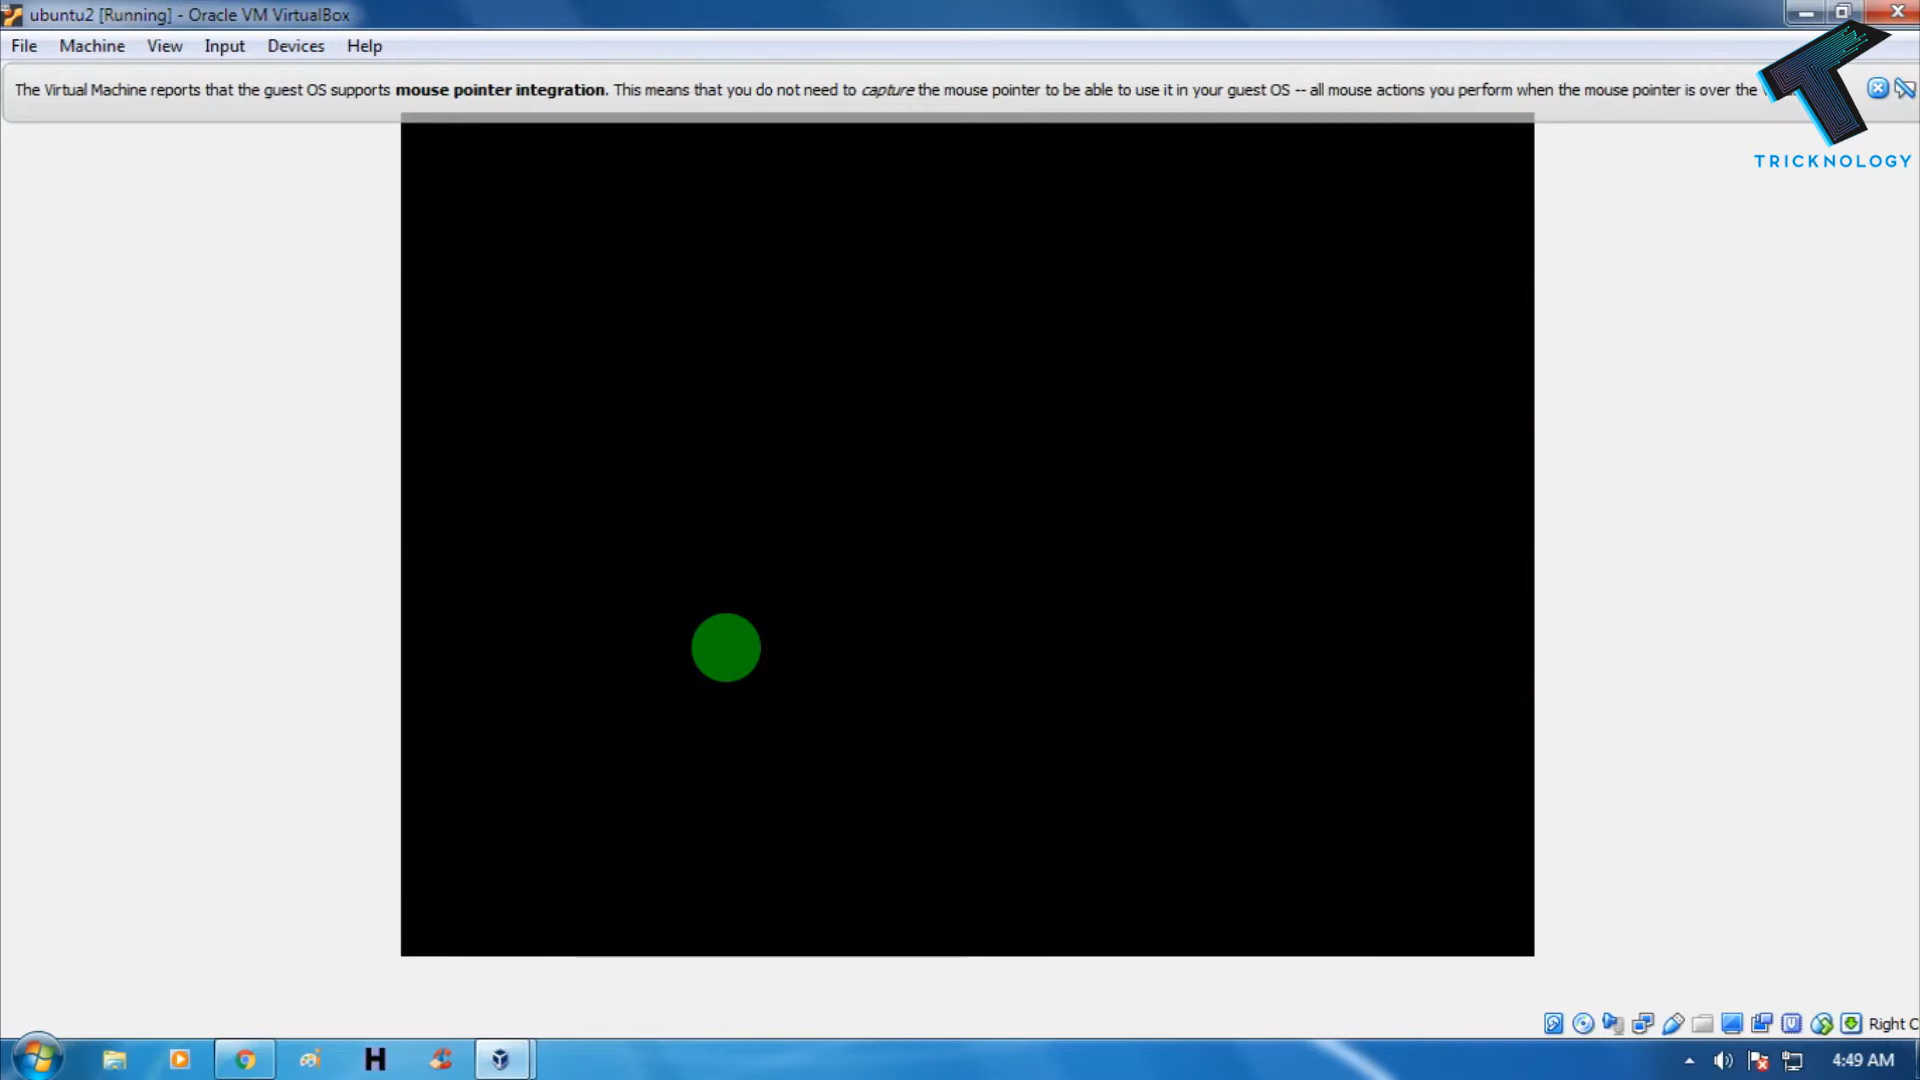 ubuntu2 [Running] - Oracle VM VirtualBox
File Machine View Input Devices Help
The Virtual Machine reports that the guest OS supports mouse pointer integration. This means that you do not need to capture the mouse pointer to be able to use it in your guest OS -- all mouse actions you perform when the mouse pointer is over the
TRICKNOLOGY
Right C
H
4:49 AM